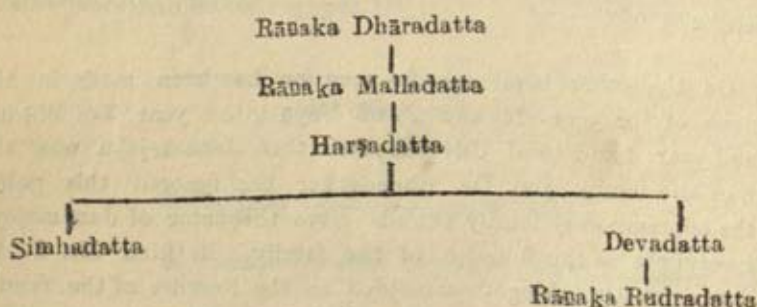 Rāṇaka Dhāradatta
Rāṇaka Malladatta
Harṣadatta
Simhadatta Devadatta
Rāṇaka Rudradatta